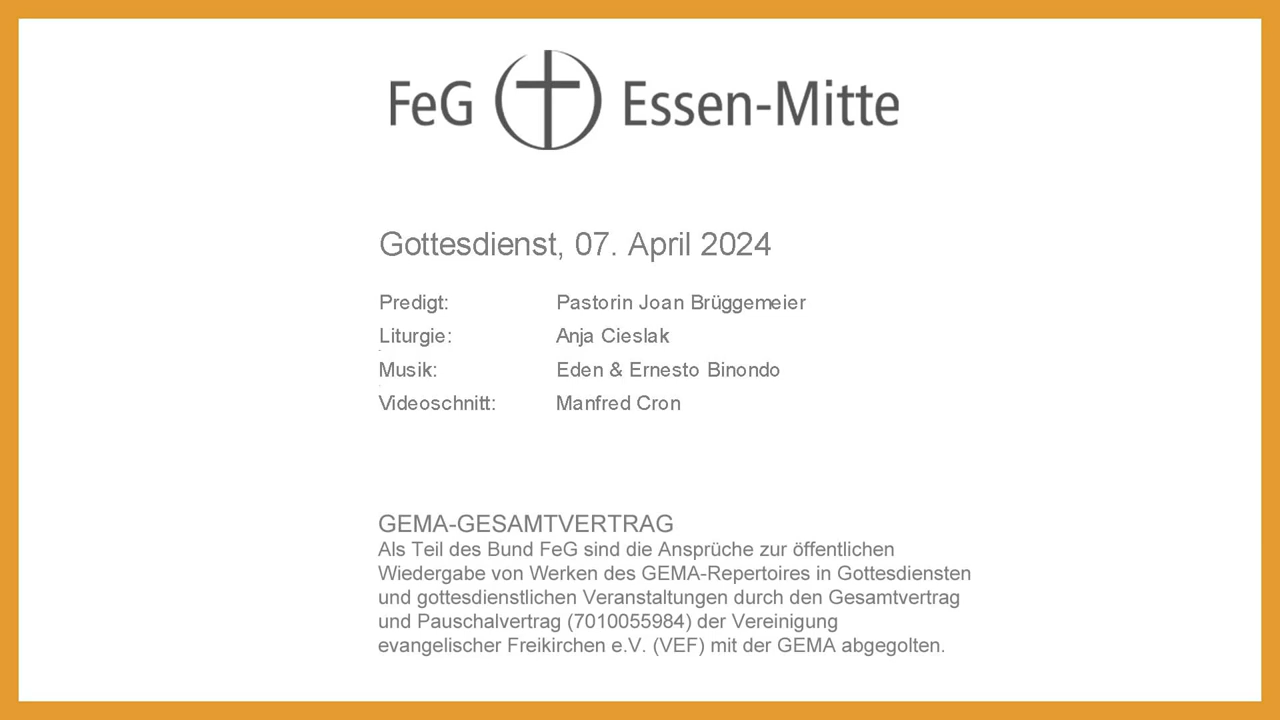 FeG Essen-Mitte
Gottesdienst, 07. April 2024
Predigt: Pastorin Joan Brüggemeier
Liturgie: Anja Cieslak
Musik: Eden & Ernesto Binondo
Videoschnitt: Manfred Cron
GEMA-GESAMTVERTRAG
Als Teil des Bund FeG sind die Ansprüche zur öffentlichen
Wiedergabe von Werken des GEMA-Repertoires in Gottesdiensten
und gottesdienstlichen Veranstaltungen durch den Gesamtvertrag
und Pauschalvertrag (7010055984) der Vereinigung
evangelischer Freikirchen e.V. (VEF) mit der GEMA abgegolten.